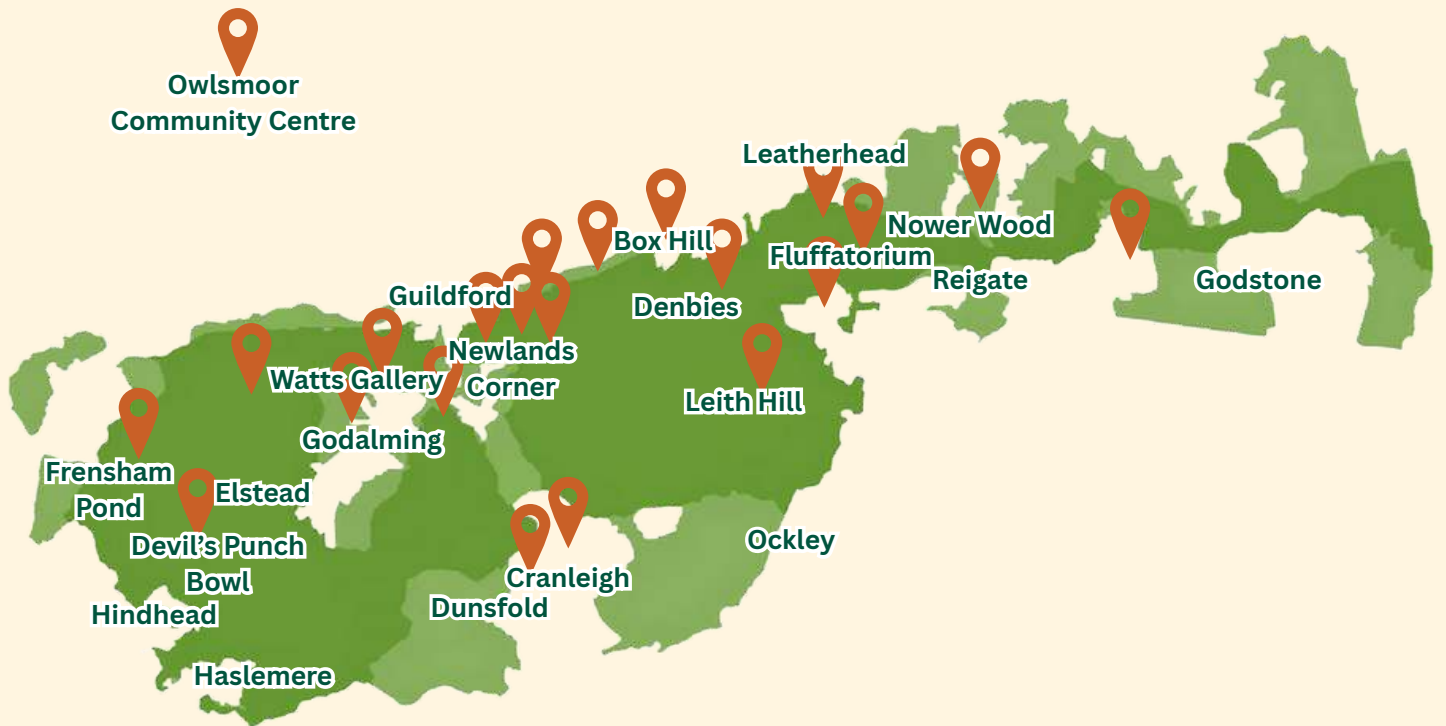 Owlsmoor
Community Centre
Leatherhead
Nower Wood
Box Hill
Fluffatorium
Reigate
Godstone
Guildford
Denbies
Newlands
Corner
Watts Gallery
Leith Hill
Godalming
Frensham
Pond
Elstead
Devil's Punch
Bowl
Ockley
Cranleigh
Dunsfold
Hindhead
Haslemere